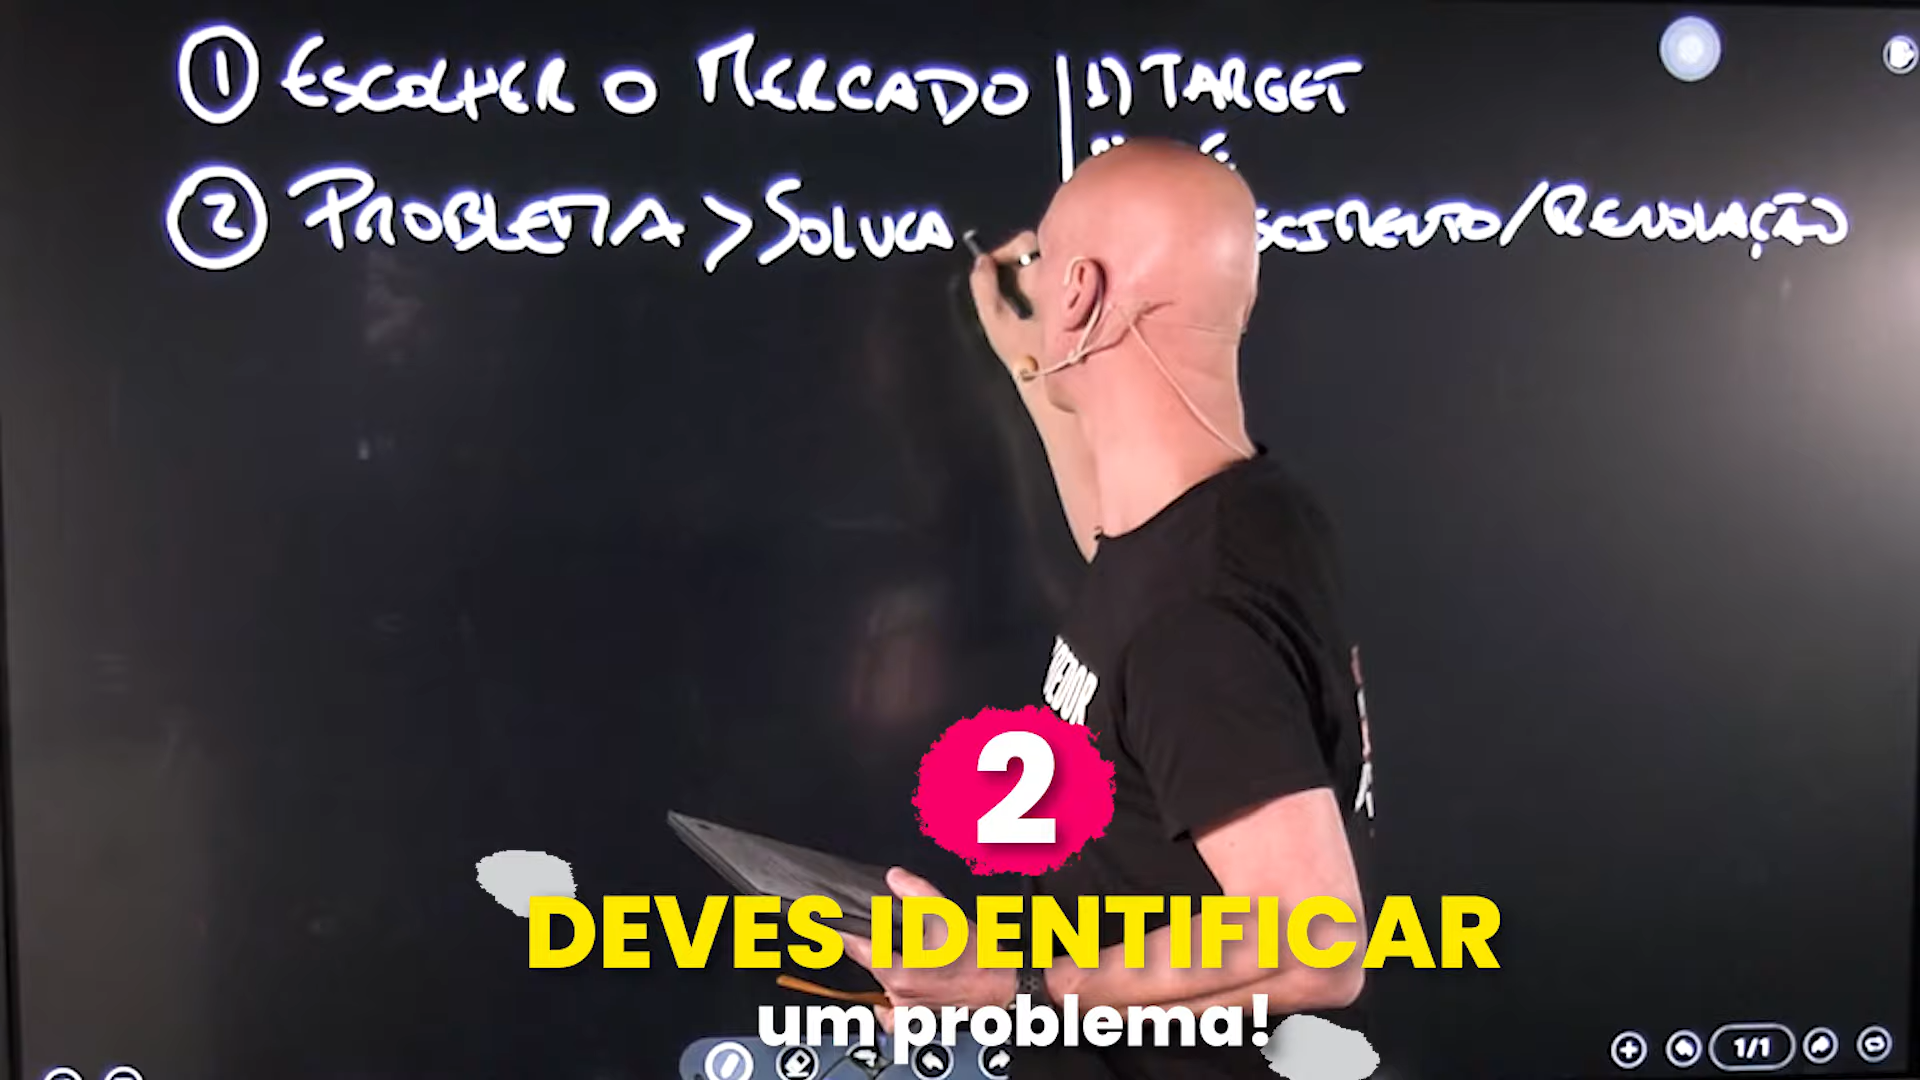 1 ESCOLHER O MERCADO | 1) TARGET
2 PROBLEMA > SOLUCA
/RENOVAÇÃO
2
DEVES IDENTIFICAR
um problema!
1/1